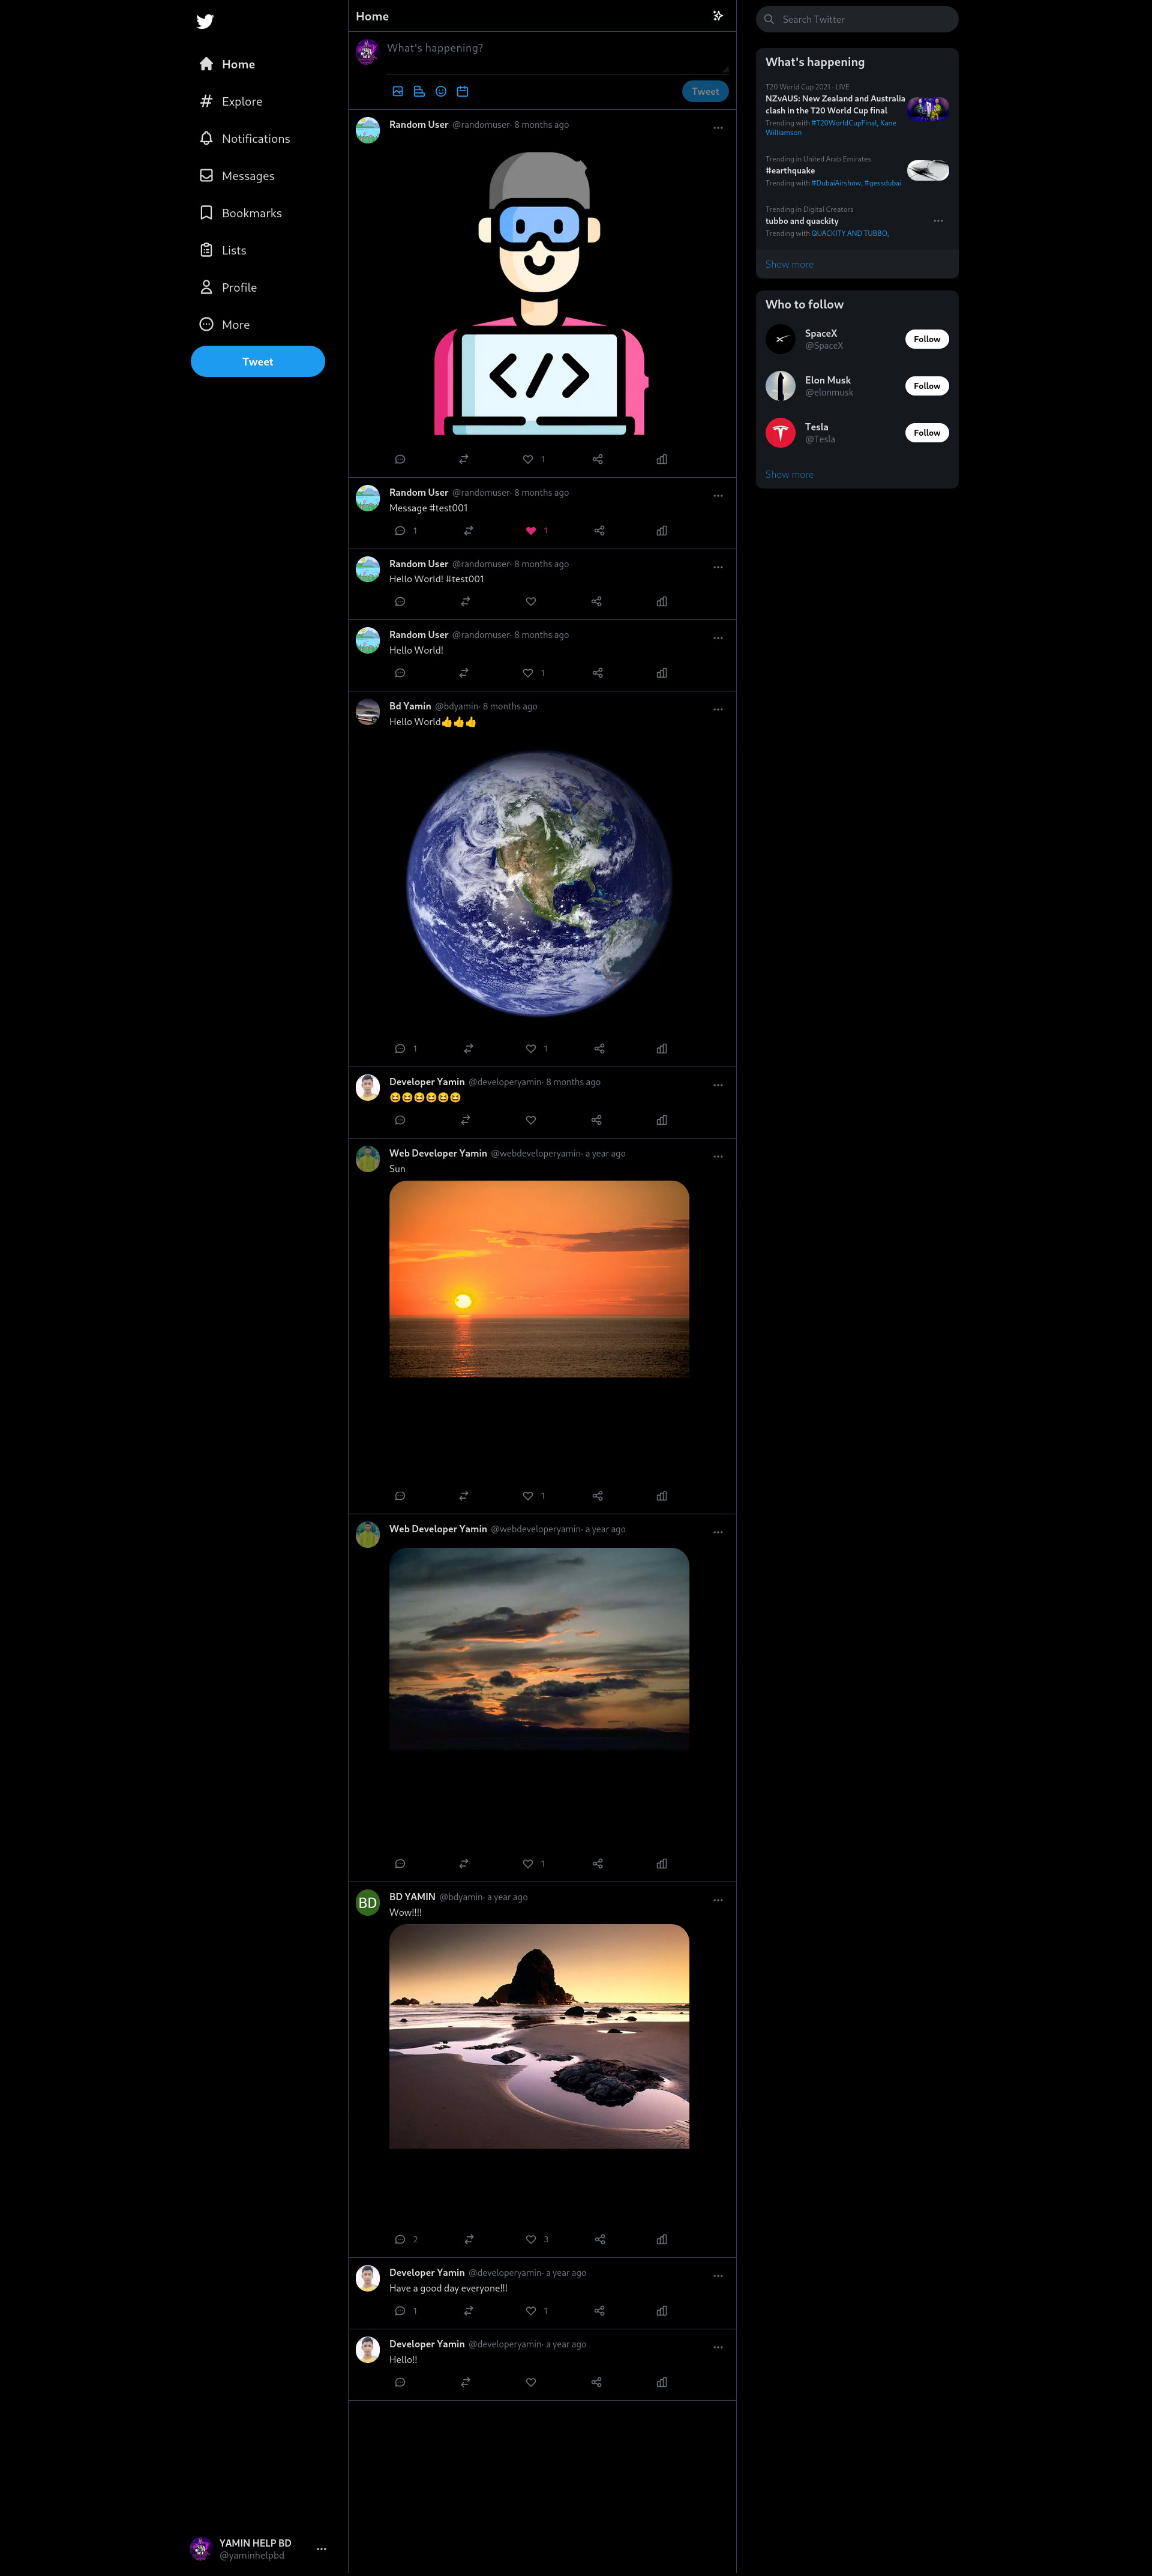 Home
Explore
Notifications
Messages
Bookmarks
Lists
Profile
More
Tweet
YAMIN HELP BD
@yaminhelpbd
Home
What's happening?
Tweet
Random User @randomuser· 8 months ago
</>
1
Random User @randomuser· 8 months ago
Message #test001
1 1
Random User @randomuser· 8 months ago
Hello World! #test001
Random User @randomuser· 8 months ago
Hello World!
1
Bd Yamin @bdyamin· 8 months ago
Hello World👍👍👍
1 1
Developer Yamin @developeryamin· 8 months ago
😆😆😆😆😆😆
Web Developer Yamin @webdeveloperyamin· a year ago
Sun
1
Web Developer Yamin @webdeveloperyamin· a year ago
1
BD
BD YAMIN @bdyamin· a year ago
Wow!!!!
2 3
Developer Yamin @developeryamin· a year ago
Have a good day everyone!!!
1 1
Developer Yamin @developeryamin· a year ago
Hello!!
Search Twitter
What's happening
T20 World Cup 2021 · LIVE
NZvAUS: New Zealand and Australia
clash in the T20 World Cup final
Trending with #T20WorldCupFinal, Kane
Williamson
Trending in United Arab Emirates
#earthquake
Trending with #DubaiAirshow, #gessdubai
Trending in Digital Creators
tubbo and quackity
Trending with QUACKITY AND TUBBO,
Show more
Who to follow
SpaceX
@SpaceX
Follow
Elon Musk
@elonmusk
Follow
Tesla
@Tesla
Follow
Show more